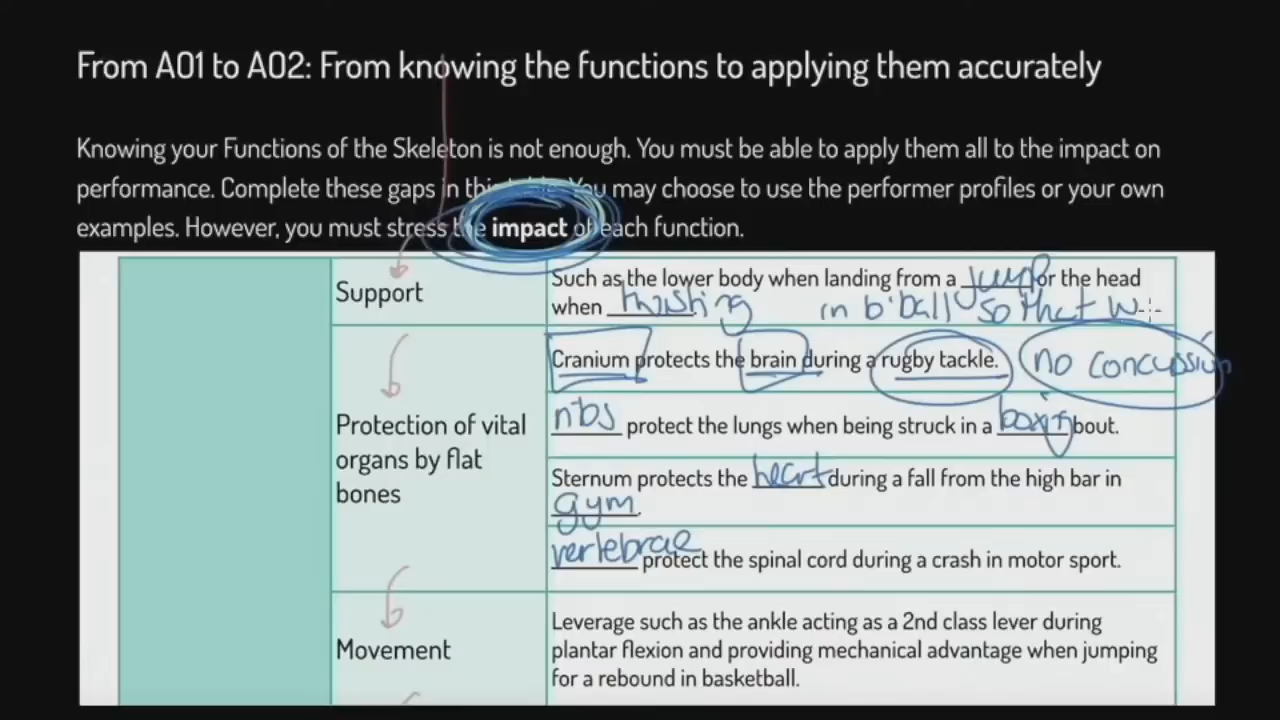 From A01 to A02: From knowing the functions to applying them accurately
Knowing your Functions of the Skeleton is not enough. You must be able to apply them all to the impact on
performance. Complete these gaps in this table. You may choose to use the performer profiles or your own
examples. However, you must stress the impact of each function.
Support
Such as the lower body when landing from a jump or the head
when twisting in b'ball so that w
Protection of vital
organs by flat
bones
Cranium protects the brain during a rugby tackle. no concussion
ribs protect the lungs when being struck in a boxing bout.
Sternum protects the heart during a fall from the high bar in
gym.
vertebrae protect the spinal cord during a crash in motor sport.
Movement
Leverage such as the ankle acting as a 2nd class lever during
plantar flexion and providing mechanical advantage when jumping
for a rebound in basketball.